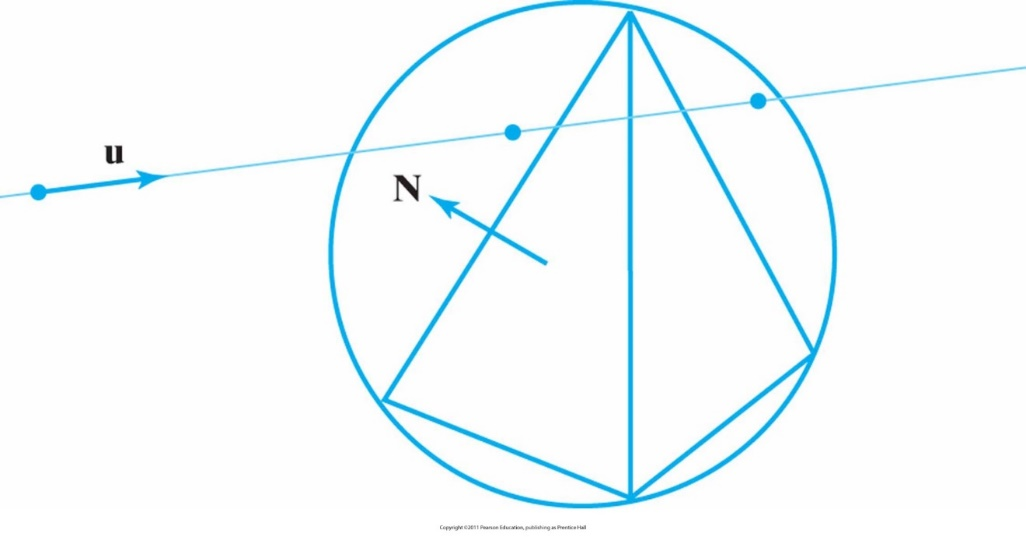 u
N
Copyright ©2011 Pearson Education, publishing as Prentice Hall